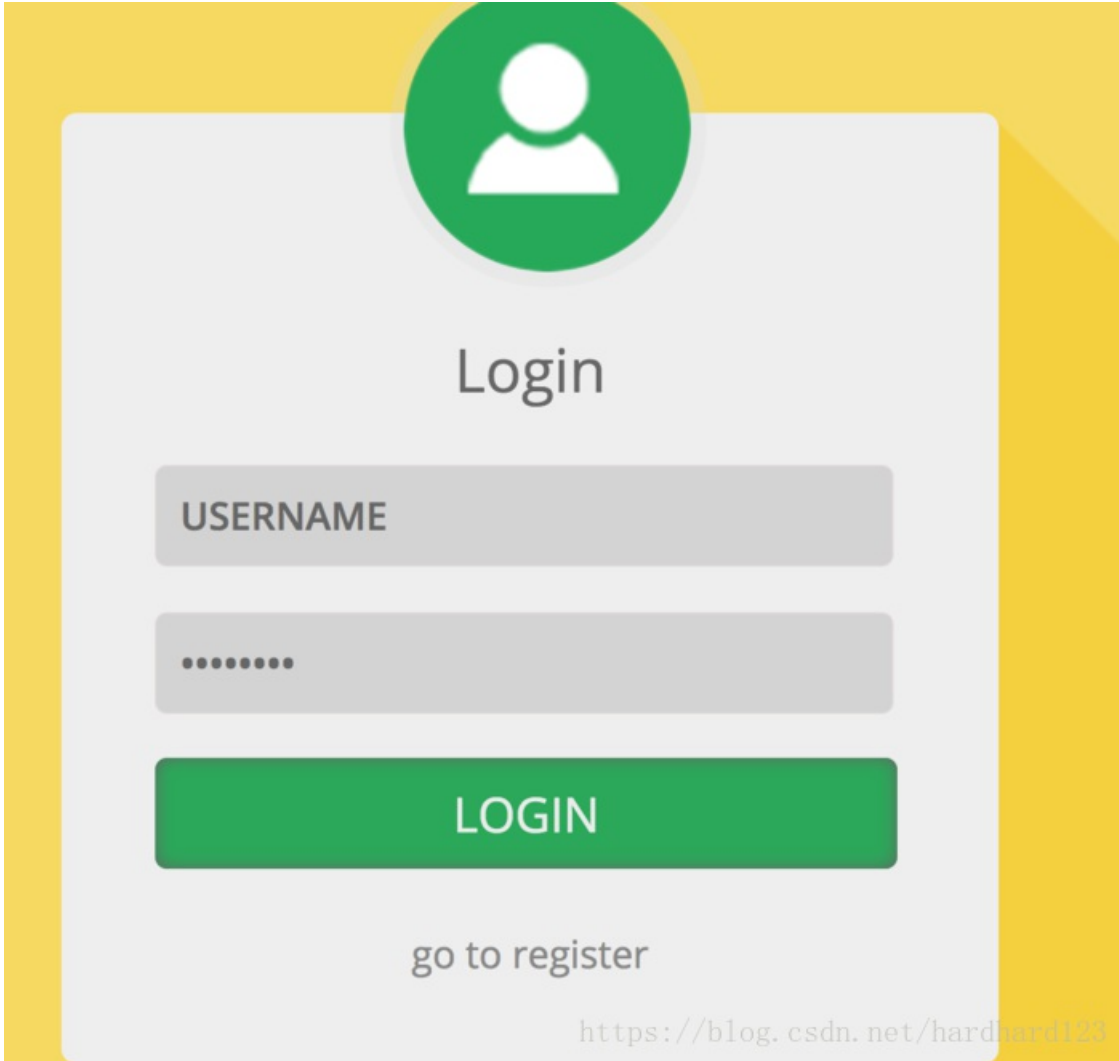 Login
USERNAME
••••••••
LOGIN
go to register
https://blog.csdn.net/hardhard123